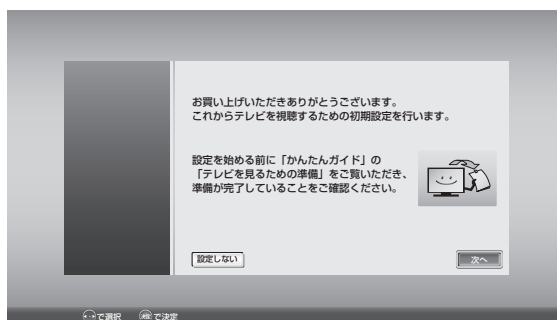 お買い上げいただきありがとうございます。
これからテレビを視聴するための初期設定を行います。
設定を始める前に「かんたんガイド」の
「テレビを見るための準備」をご覧いただき、
準備が完了していることをご確認ください。
設定しない
次へ
で選択 決定 で決定